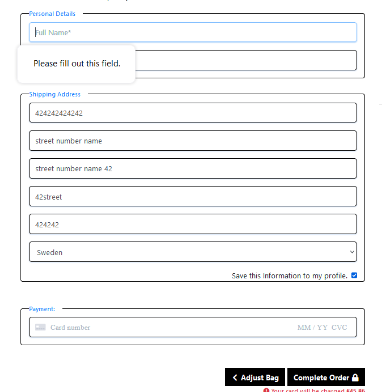 Personal Details
Full Name*
Please fill out this field.
Shipping Address
424242424242
street number name
street number name 42
42street
424242
Sweden
Save this information to my profile.
Payment:
Card number MM / YY CVC
Adjust Bag Complete Order
Your card will be charged